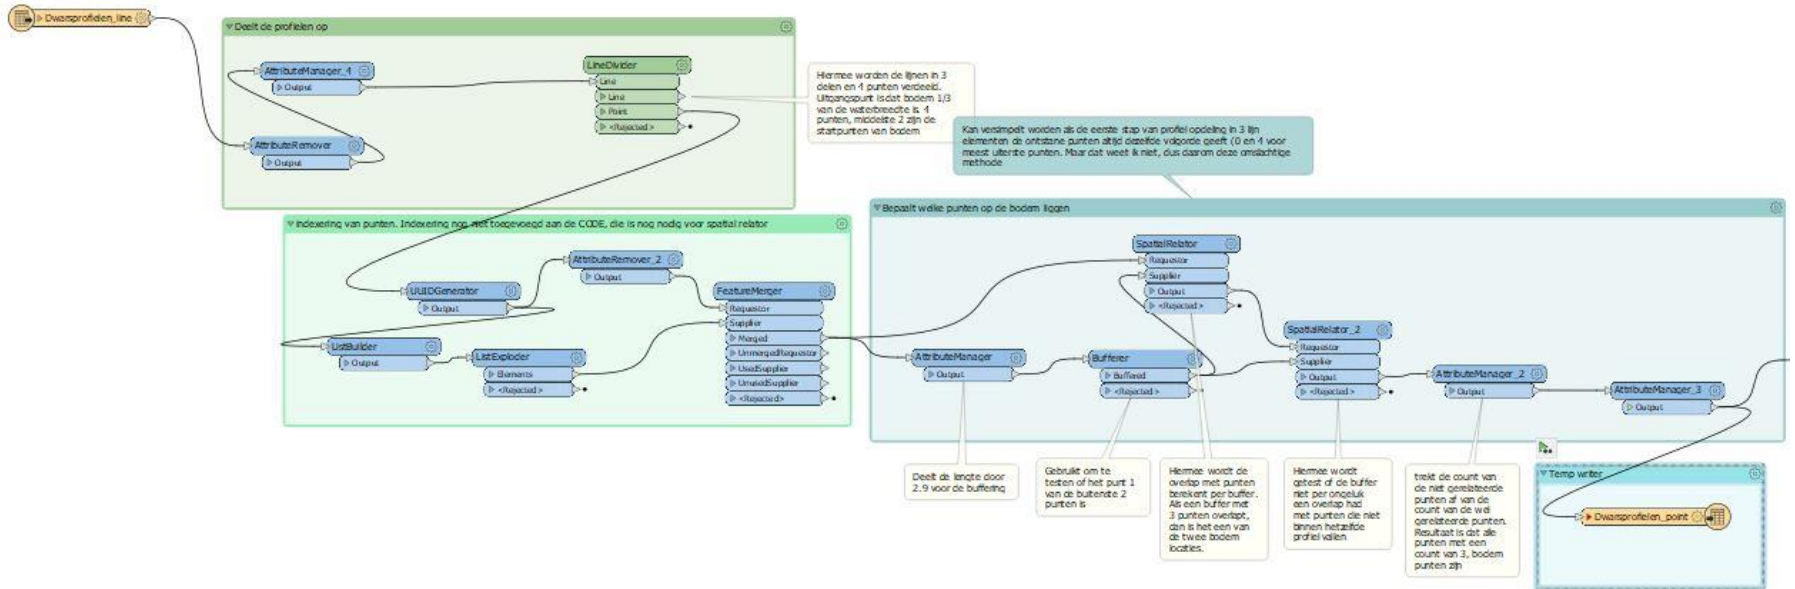 Dwarsprofielen_line
Deelt de profielen op
AttributeManager_4
Output
AttributeRemover
Output
LineDivider
Line
Line
Point
<Rejected>
Hiermee worden de lijnen in 3
delen en 4 punten verdeeld.
Uitgangspunt is dat bodem 1/3
van de waterbreedte is. 4
punten, middelste 2 zijn de
startpunten van bodem
Kan versimpelt worden als de eerste stap van profiel opdeling in 3 lijn
elementen de ontstane punten altijd dezelfde volgorde geeft (0 en 4 voor
meest uiterste punten. Maar dat weet ik niet, dus daarom deze omslachtige
methode
Indexering van punten. Indexering nog niet toegevoegd aan de CODE, die is nog nodig voor spatial relator
UUIDGenerator
Output
AttributeRemover_2
Output
ListBuilder
Output
ListExploder
Elements
<Rejected>
FeatureMerger
Requestor
Supplier
Merged
UnmergedRequestor
UsedSupplier
UnusedSupplier
<Rejected>
Bepaalt welke punten op de bodem liggen
SpatialRelator
Requestor
Supplier
Output
<Rejected>
AttributeManager
Output
Bufferer
Buffered
<Rejected>
SpatialRelator_2
Requestor
Supplier
Output
<Rejected>
AttributeManager_2
Output
AttributeManager_3
Output
Deelt de lengte door
2.9 voor de buffering
Gebruikt om te
testen of het punt 1
van de buitenste 2
punten is
Hiermee wordt de
overlap met punten
berekent per buffer.
Als een buffer met
3 punten overlapt,
dan is het een van
de twee bodem
locaties.
Hiermee wordt
getest of de buffer
niet per ongeluk
een overlap had
met punten die niet
binnen hetzelfde
profiel vallen
trekt de count van
de niet gerelateerde
punten af van de
count van de wel
gerelateerde punten.
Resultaat is dat alle
punten met een
count van 3, bodem
punten zijn
Temp writer
Dwarsprofielen_point